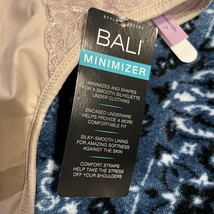 BALI
MINIMIZER
MINIMIZES AND SHAPES
FOR A SMOOTH SILHOUETTE
UNDER CLOTHING
ENCASED UNDERWIRE
HELPS PROVIDE A MORE
COMFORTABLE FIT
SILKY-SMOOTH LINING
FOR AMAZING SOFTNESS
AGAINST THE SKIN
COMFORT STRAPS
HELP TAKE THE STRESS
OFF YOUR SHOULDERS